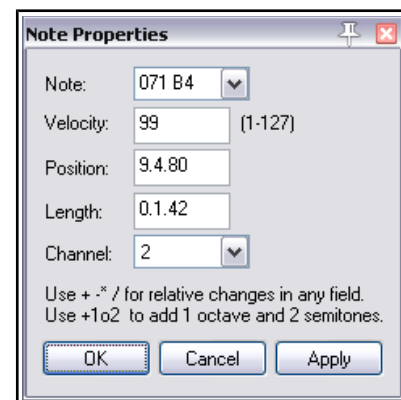 Note Properties
Note: 071 B4
Velocity: 99 (1-127)
Position: 9.4.80
Length: 0.1.42
Channel: 2
Use + -* / for relative changes in any field.
Use +1o2 to add 1 octave and 2 semitones.
OK Cancel Apply